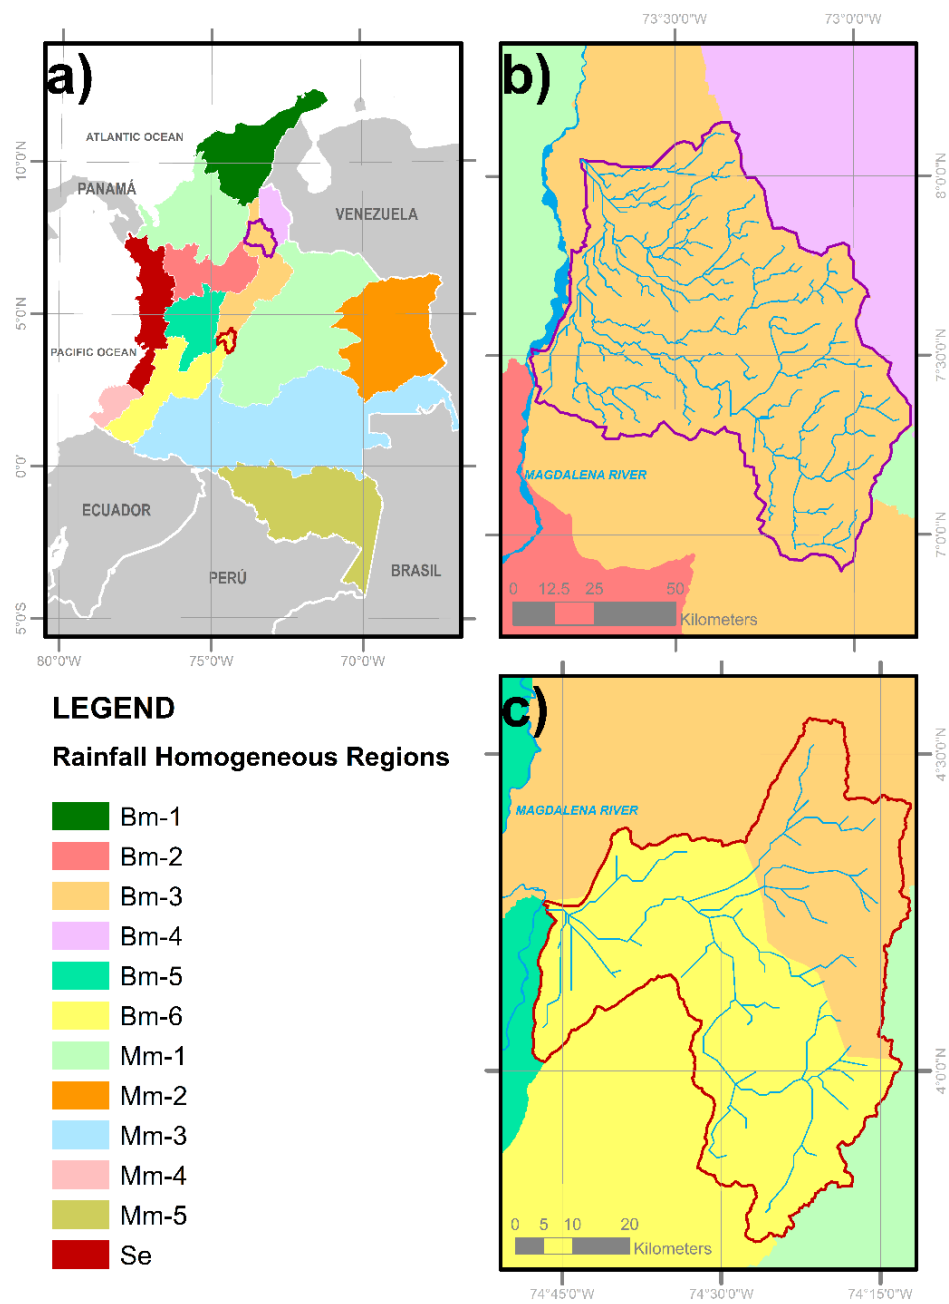 a)
ATLANTIC OCEAN
PANAMÁ
VENEZUELA
PACIFIC OCEAN
ECUADOR
PERÚ
BRASIL
10°0'N
5°0'N
0°0'
5°0'S
80°0'W
75°0'W
70°0'W
73°30'0"W
73°0'0"W
b)
8°0'0"N
7°30'0"N
7°0'0"N
MAGDALENA RIVER
0 12.5 25 50
Kilometers
LEGEND
Rainfall Homogeneous Regions
Bm-1
Bm-2
Bm-3
Bm-4
Bm-5
Bm-6
Mm-1
Mm-2
Mm-3
Mm-4
Mm-5
Se
c)
MAGDALENA RIVER
4°30'0"N
4°0'0"N
0 5 10 20
Kilometers
74°45'0"W
74°30'0"W
74°15'0"W